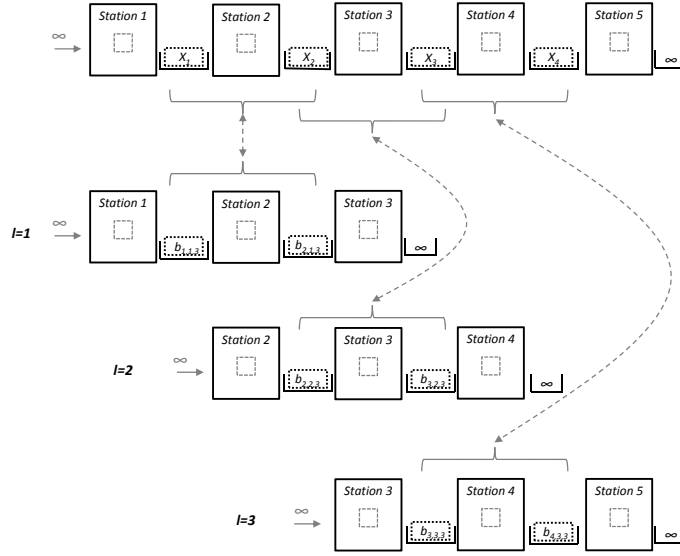 Station 1 Station 2 Station 3 Station 4 Station 5
∞ X1 X2 X3 X4 ∞
Station 1 Station 2 Station 3
l=1 ∞ b1,1,3 b2,1,3 ∞
Station 2 Station 3 Station 4
l=2 ∞ b2,2,3 b3,2,3 ∞
Station 3 Station 4 Station 5
l=3 ∞ b3,3,3 b4,3,3 ∞